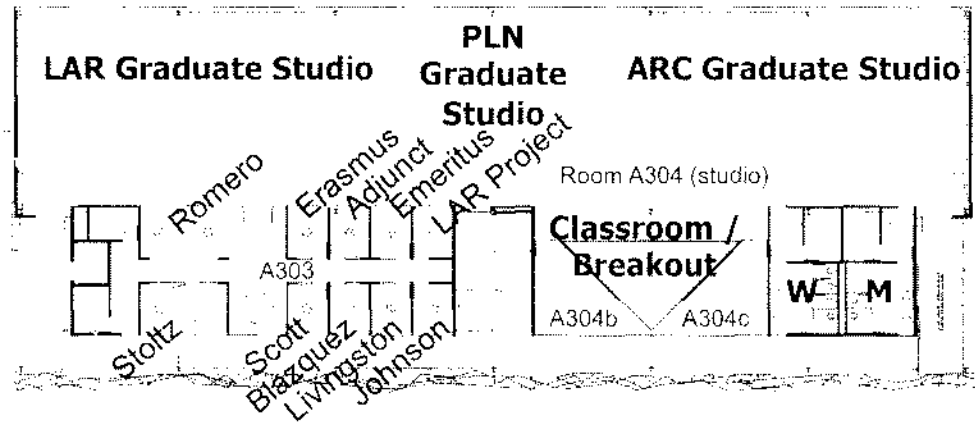 PLN
LAR Graduate Studio
Graduate
ARC Graduate Studio
Studio
Romero
Erasmus
Adjunct
Emeritus
LAR Project
Room A304 (studio)
Classroom /
Breakout
A303
W
M
A304b
A304c
Stoltz
Scott
Blazquez
Livingston
Johnson